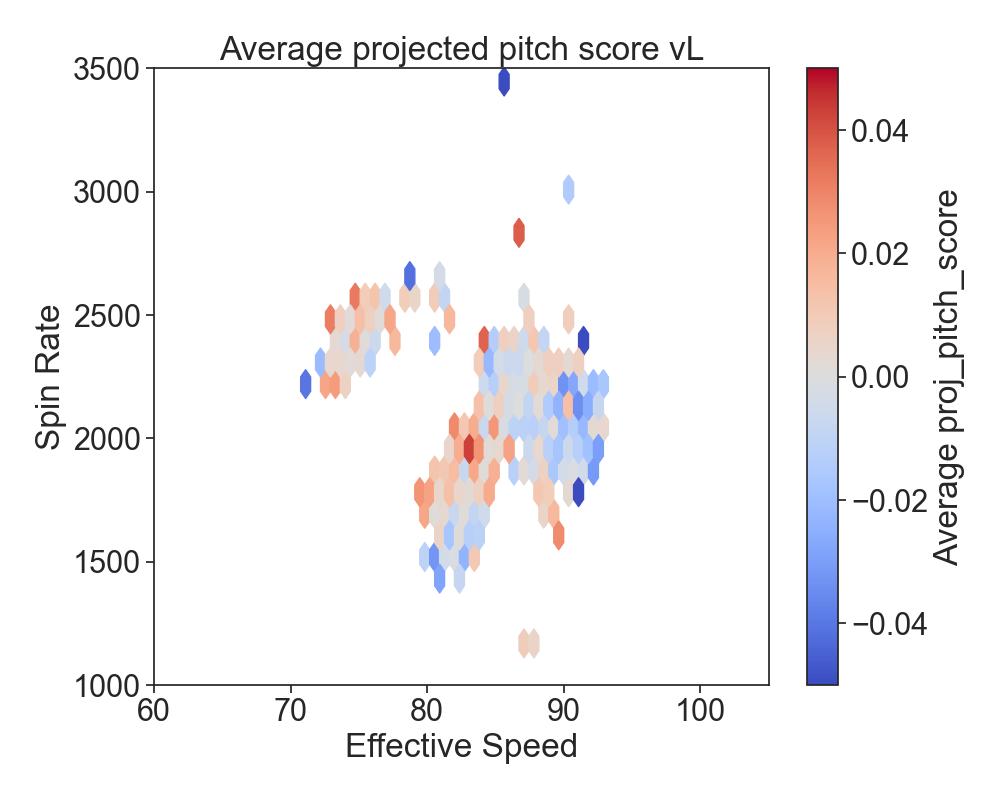 Average projected pitch score vL
3500
3000
2500
2000
1500
1000
Spin Rate
60 70 80 90 100
Effective Speed
0.04
0.02
0.00
−0.02
−0.04
Average proj_pitch_score